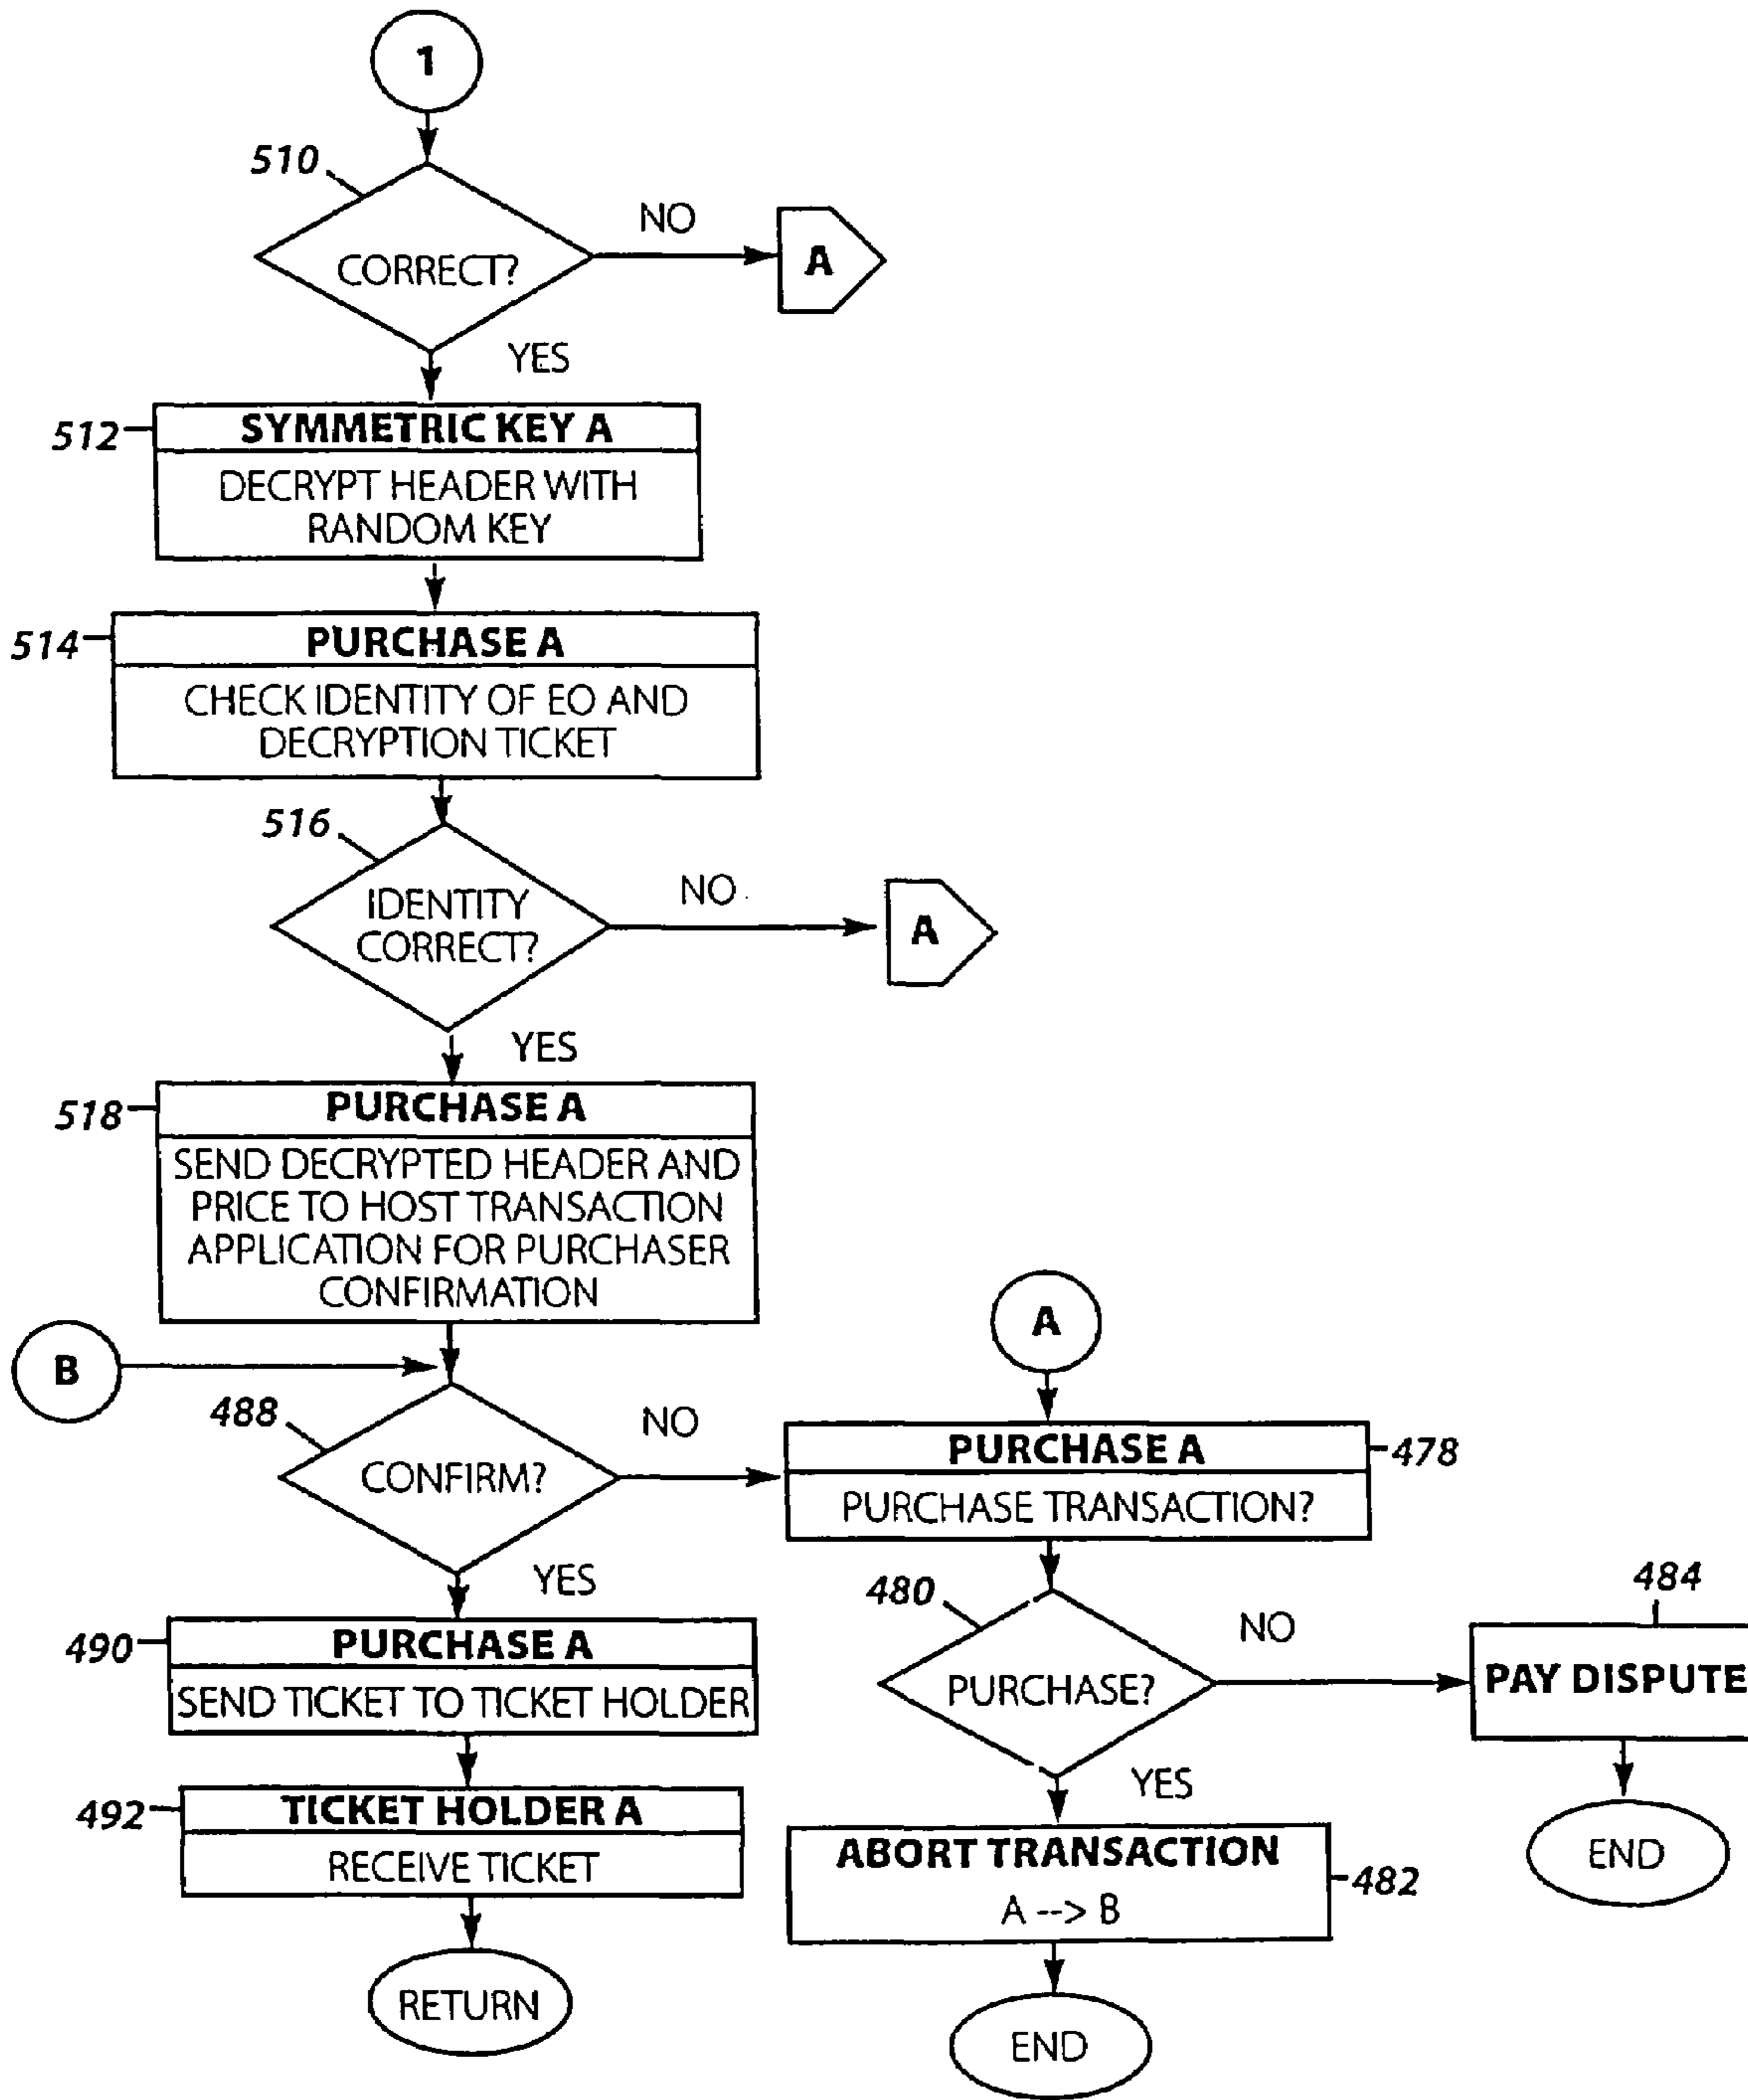 1
510
CORRECT?
NO
A
YES
512
SYMMETRIC KEY A
DECRYPT HEADER WITH
RANDOM KEY
514
PURCHASE A
CHECK IDENTITY OF EO AND
DECRYPTION TICKET
516
IDENTITY
CORRECT?
NO
A
YES
518
PURCHASE A
SEND DECRYPTED HEADER AND
PRICE TO HOST TRANSACTION
APPLICATION FOR PURCHASER
CONFIRMATION
B
A
488
CONFIRM?
NO
PURCHASE A
478
PURCHASE TRANSACTION?
YES
490
PURCHASE A
SEND TICKET TO TICKET HOLDER
480
PURCHASE?
NO
484
PAY DISPUTE
END
YES
492
TICKET HOLDER A
RECEIVE TICKET
ABORT TRANSACTION
A --> B
482
RETURN
END